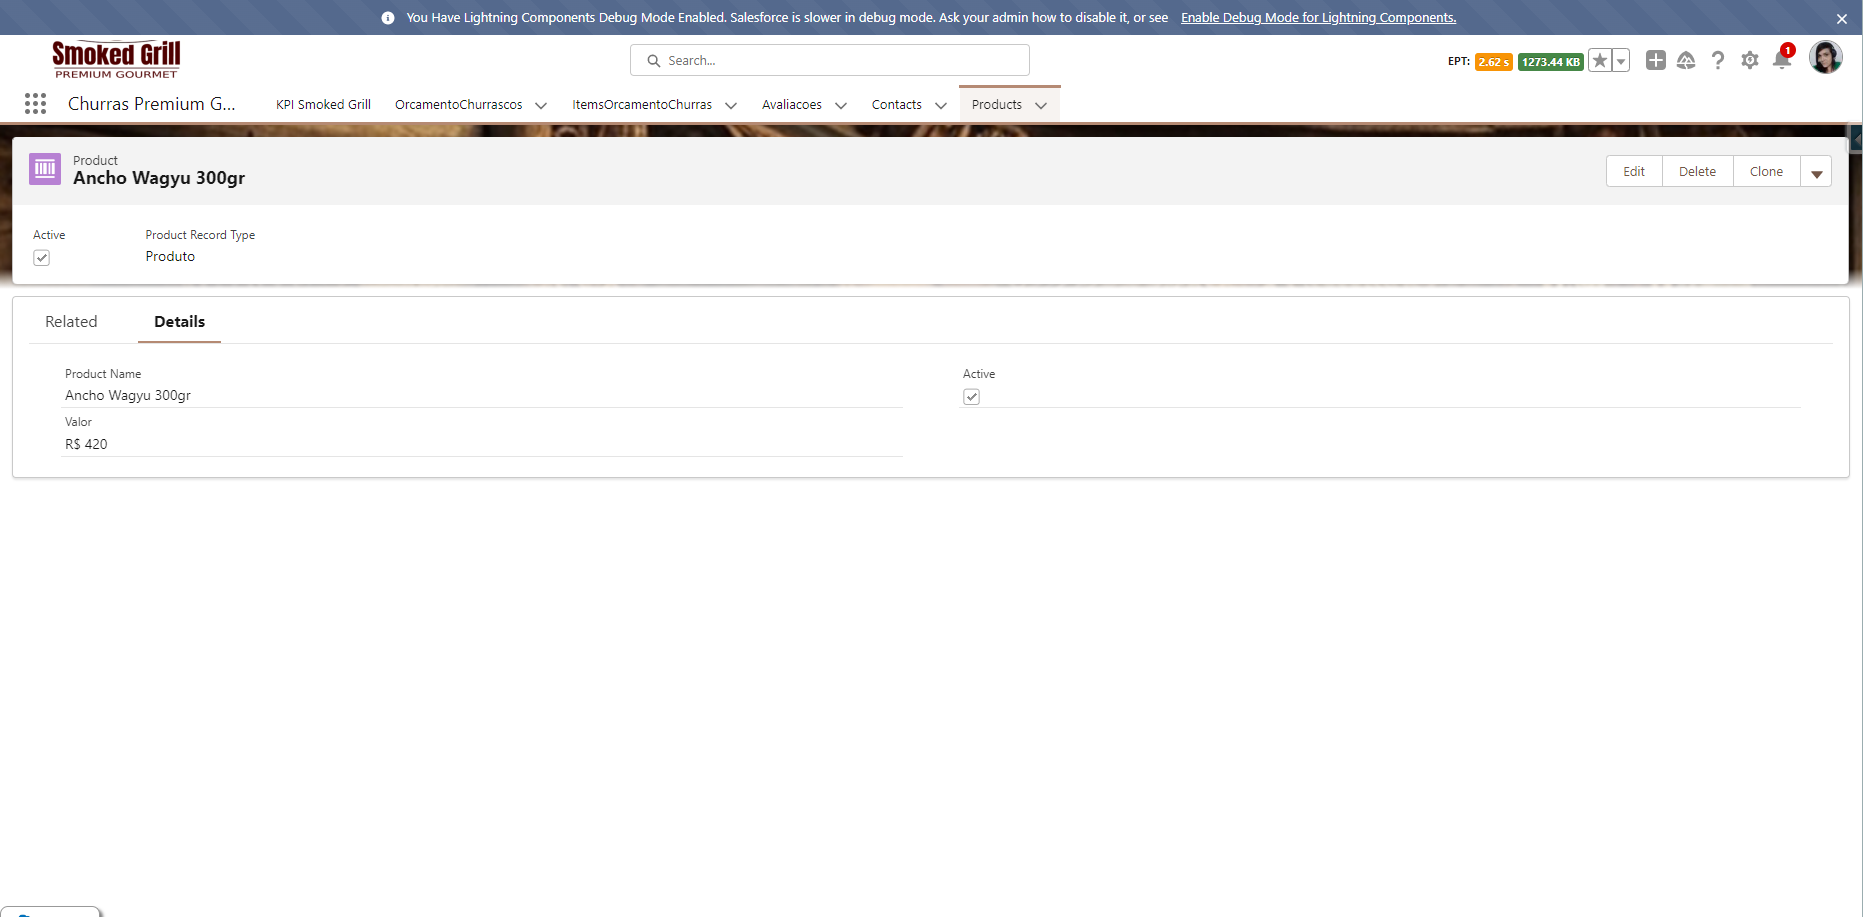 You Have Lightning Components Debug Mode Enabled. Salesforce is slower in debug mode. Ask your admin how to disable it, or see Enable Debug Mode for Lightning Components.
Smoked Grill
PREMIUM GOURMET
Search...
EPT: 2.62 s 1273.44 KB
1
Churras Premium G... KPI Smoked Grill OrcamentoChurrascos ItemsOrcamentoChurras Avaliacoes Contacts Products
Product
Ancho Wagyu 300gr
Edit Delete Clone
Active Product Record Type
Produto
Related Details
Product Name Active
Ancho Wagyu 300gr
Valor
R$ 420